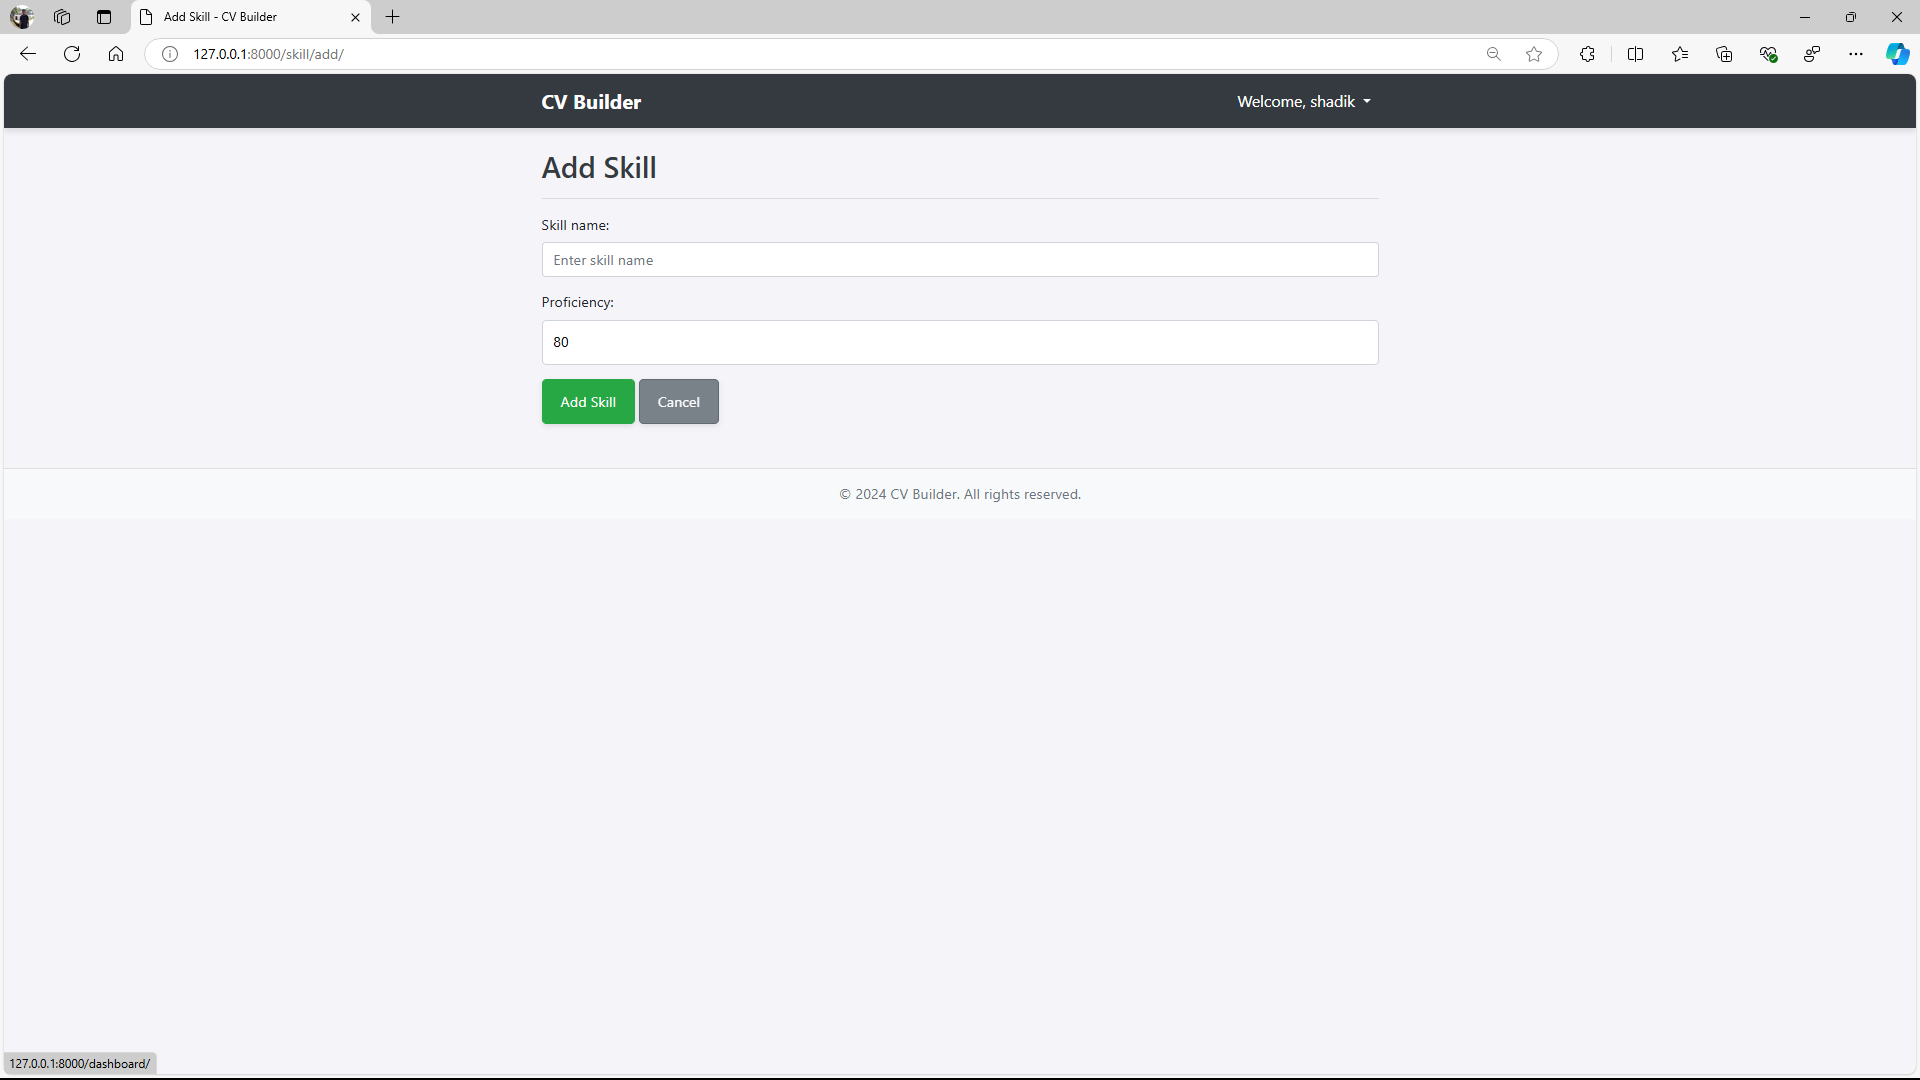 Add Skill - CV Builder
127.0.0.1:8000/skill/add/
CV Builder
Welcome, shadik
Add Skill
Skill name:
Enter skill name
Proficiency:
80
Add Skill
Cancel
© 2024 CV Builder. All rights reserved.
127.0.0.1:8000/dashboard/